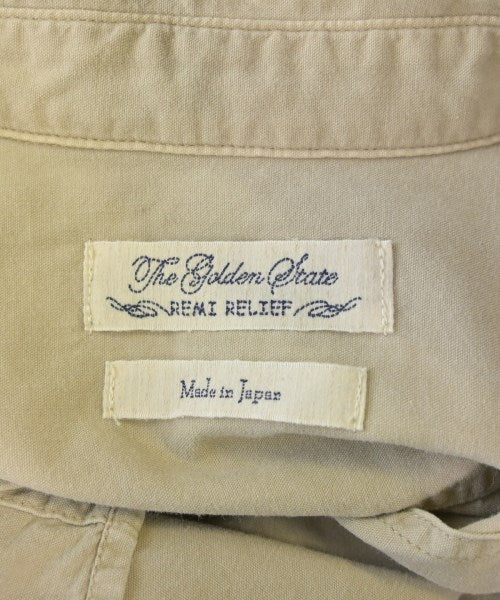 The Golden State
REMI RELIEF
Made in Japan